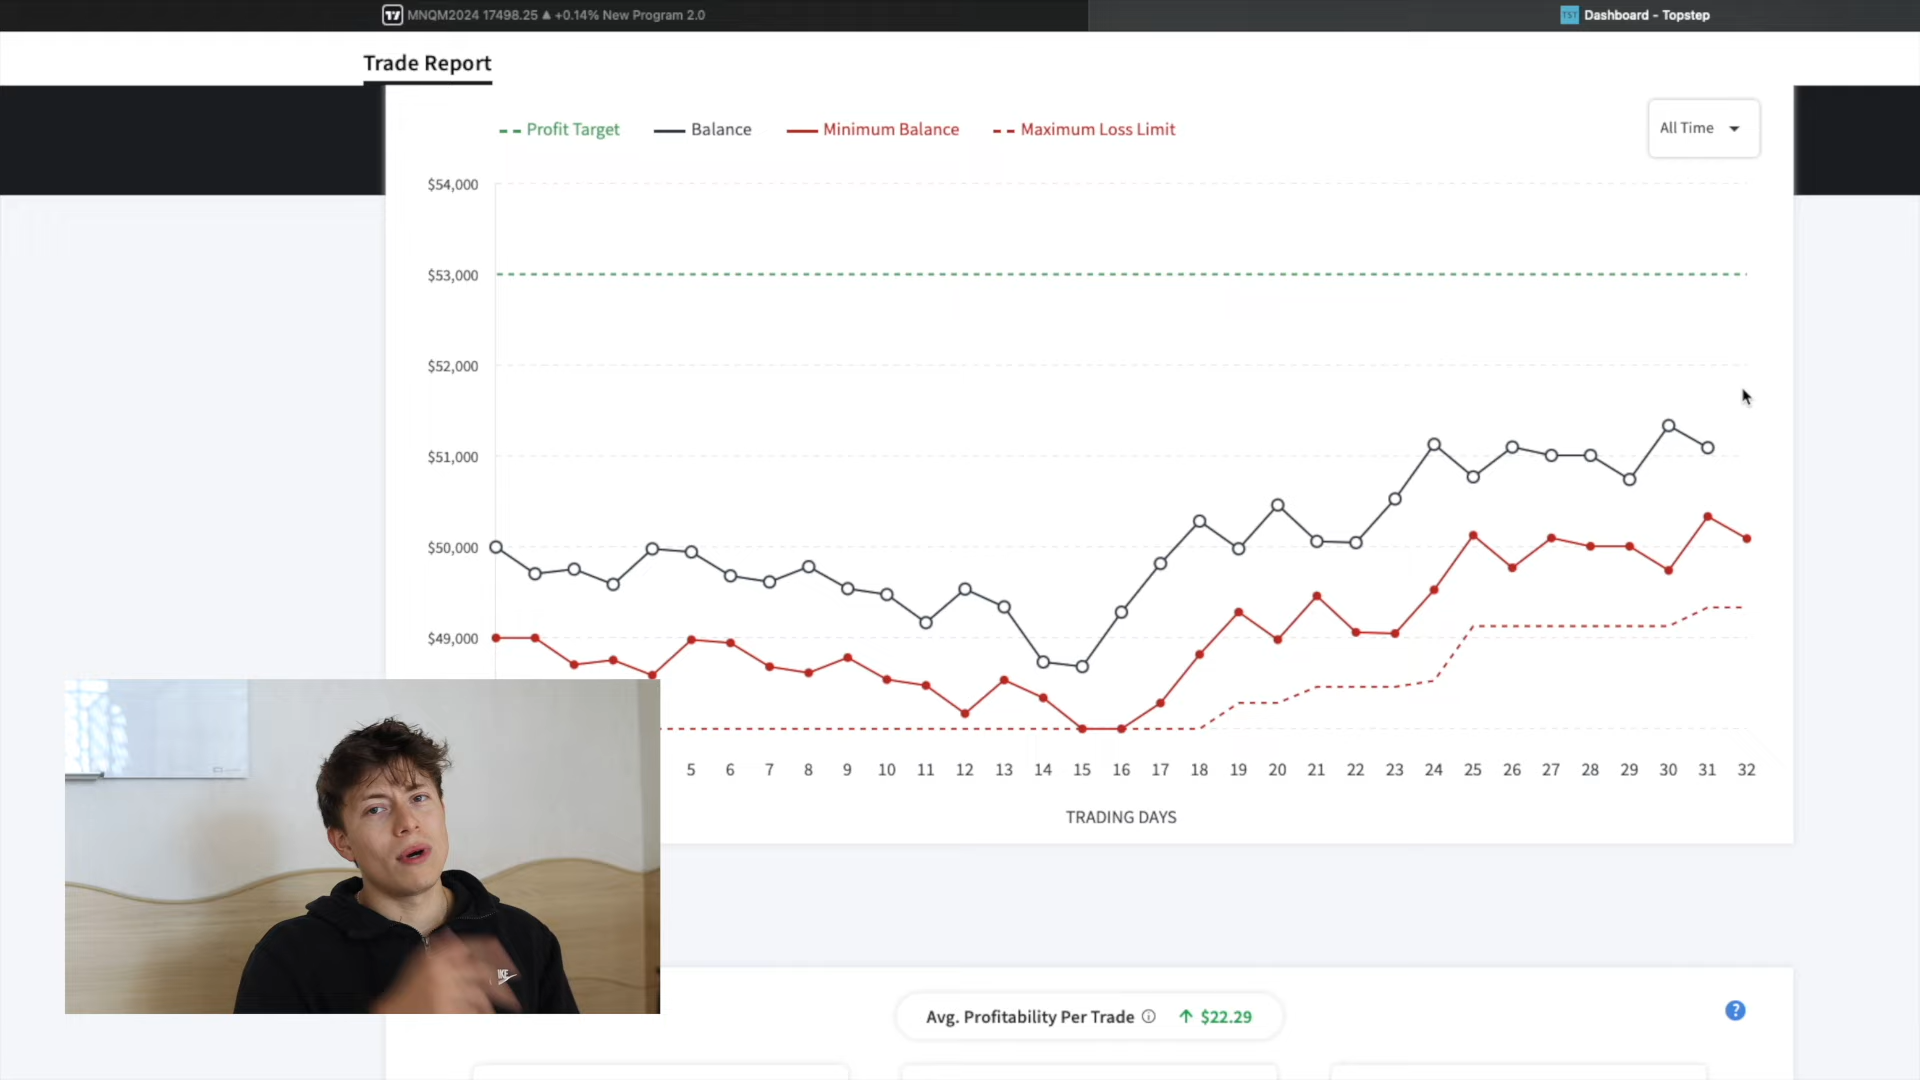 MNQM2024 17498.25 ▲ +0.14% New Program 2.0
TST Dashboard - Topstep
Trade Report
Profit Target Balance Minimum Balance Maximum Loss Limit
All Time
$54,000
$53,000
$52,000
$51,000
$50,000
$49,000
5 6 7 8 9 10 11 12 13 14 15 16 17 18 19 20 21 22 23 24 25 26 27 28 29 30 31 32
TRADING DAYS
Avg. Profitability Per Trade ↑ $22.29
?